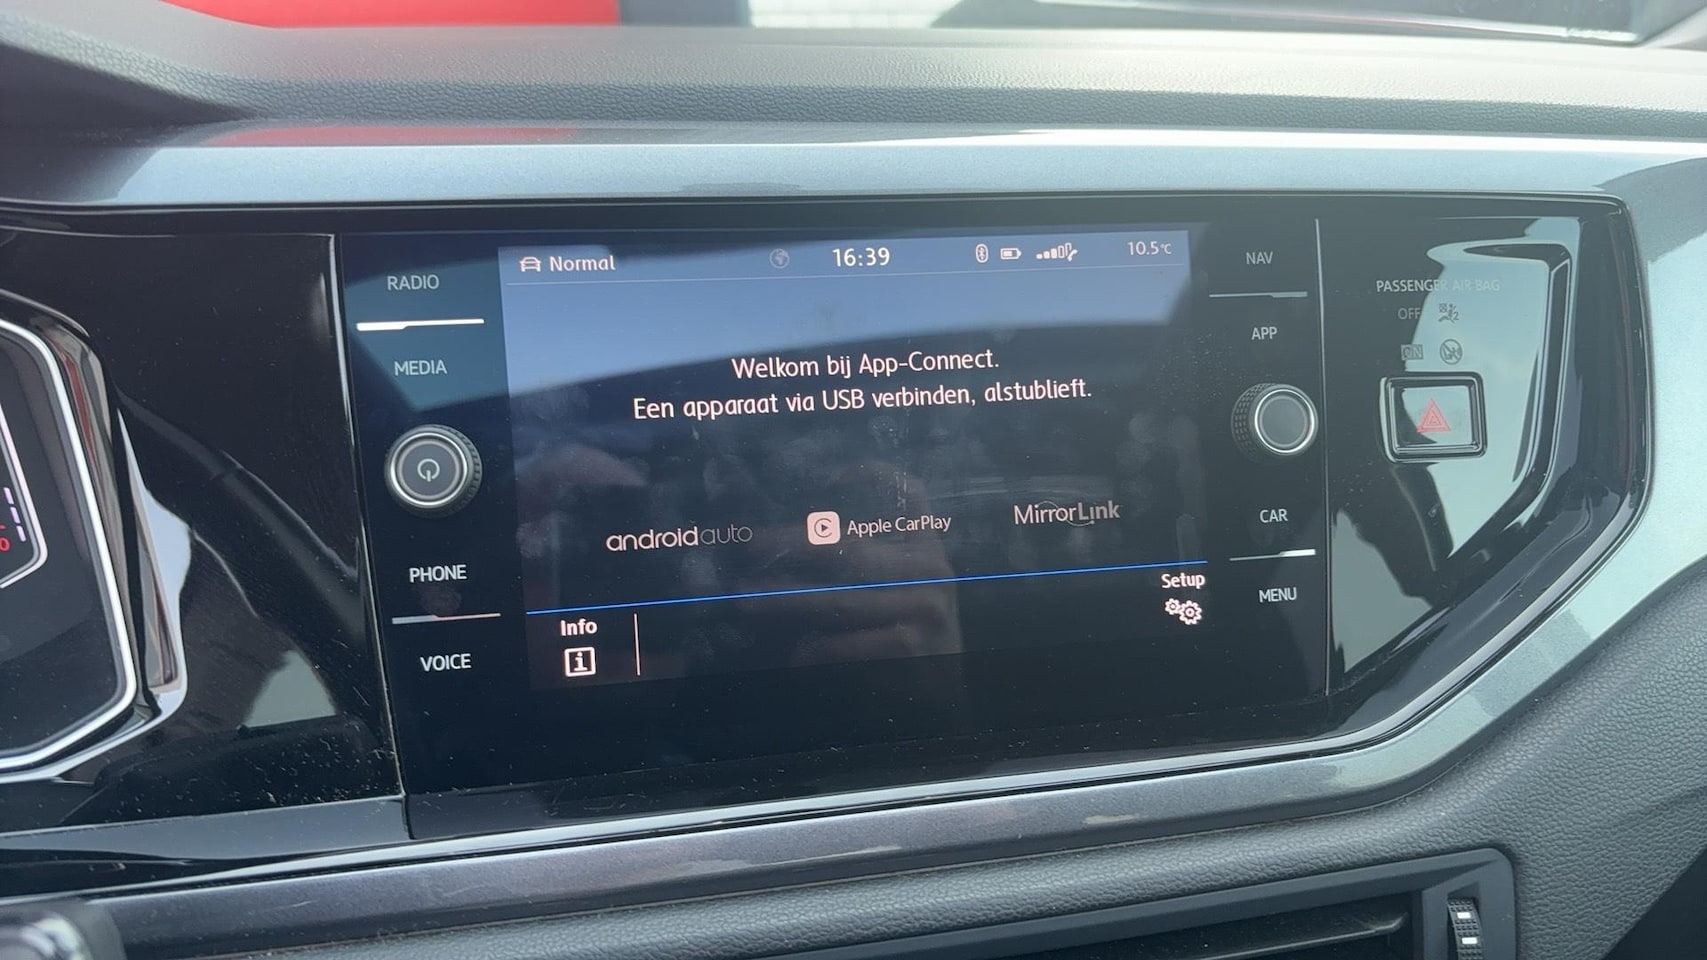 RADIO
MEDIA
PHONE
VOICE
Normal
16:39
10.5°C
Welkom bij App-Connect.
Een apparaat via USB verbinden, alstublieft.
androidauto
Apple CarPlay
MirrorLink
Info
Setup
NAV
APP
CAR
MENU
PASSENGER AIR BAG
OFF
ON